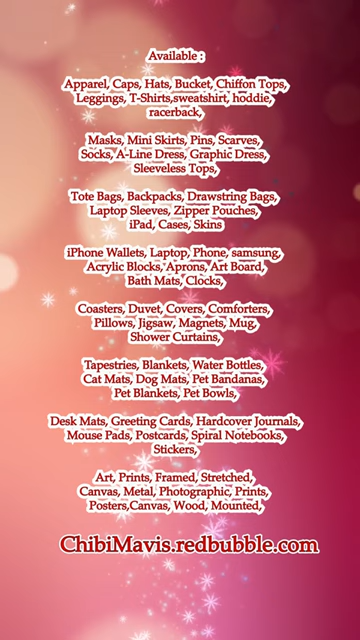 Available :
Apparel, Caps, Hats, Bucket, Chiffon Tops,
Leggings, T-Shirts,sweatshirt, hoddie,
racerback,
Masks, Mini Skirts, Pins, Scarves,
Socks, A-Line Dress, Graphic Dress,
Sleeveless Tops,
Tote Bags, Backpacks, Drawstring Bags,
Laptop Sleeves, Zipper Pouches,
iPad, Cases, Skins
iPhone Wallets, Laptop, Phone, samsung,
Acrylic Blocks, Aprons, Art Board,
Bath Mats, Clocks,
Coasters, Duvet, Covers, Comforters,
Pillows, Jigsaw, Magnets, Mug,
Shower Curtains,
Tapestries, Blankets, Water Bottles,
Cat Mats, Dog Mats, Pet Bandanas,
Pet Blankets, Pet Bowls,
Desk Mats, Greeting Cards, Hardcover Journals,
Mouse Pads, Postcards, Spiral Notebooks,
Stickers,
Art, Prints, Framed, Stretched,
Canvas, Metal, Photographic, Prints,
Posters,Canvas, Wood, Mounted,
ChibiMavis.redbubble.com